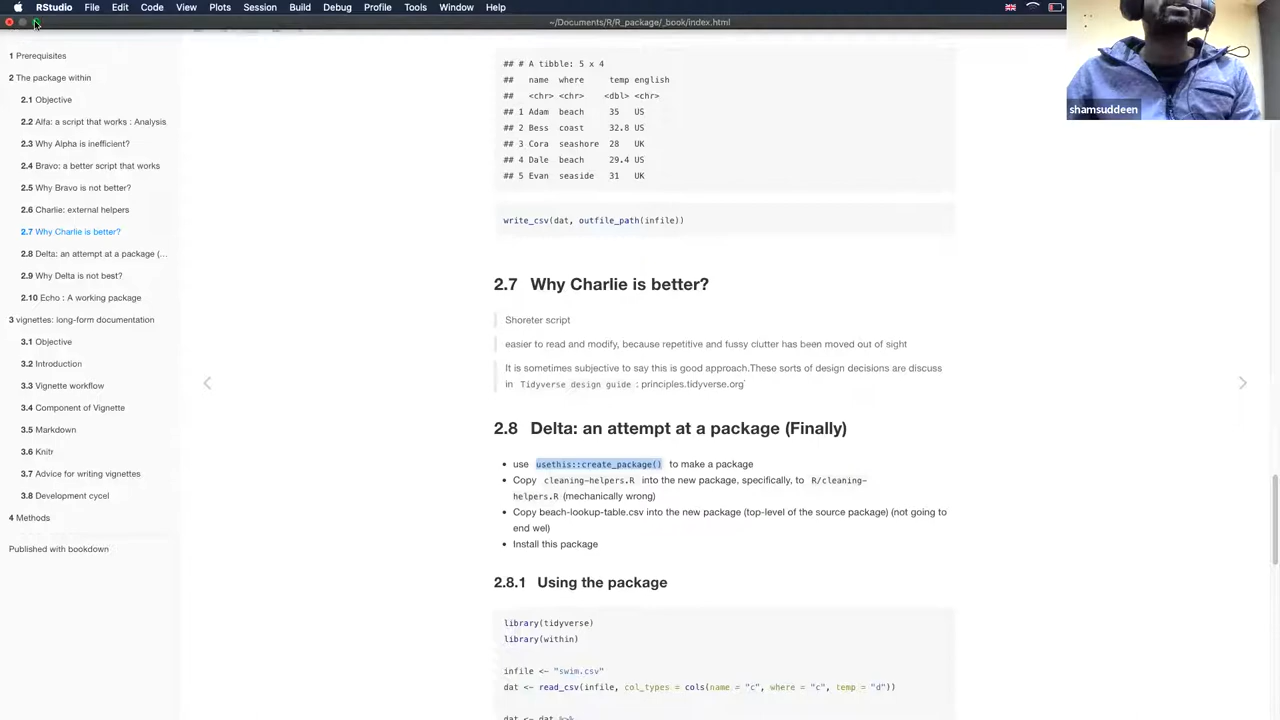 RStudio File Edit Code View Plots Session Build Debug Profile Tools Window Help
~/Documents/R/R_package/_book/index.html
shamsuddeen
1 Prerequisites
2 The package within
2.1 Objective
2.2 Alfa: a script that works : Analysis
2.3 Why Alpha is inefficient?
2.4 Bravo: a better script that works
2.5 Why Bravo is not better?
2.6 Charlie: external helpers
2.7 Why Charlie is better?
2.8 Delta: an attempt at a package (...
2.9 Why Delta is not best?
2.10 Echo : A working package
3 vignettes: long-form documentation
3.1 Objective
3.2 Introduction
3.3 Vignette workflow
3.4 Component of Vignette
3.5 Markdown
3.6 Knitr
3.7 Advice for writing vignettes
3.8 Development cycel
4 Methods
Published with bookdown
## # A tibble: 5 x 4
## name where temp english
## <chr> <chr> <dbl> <chr>
## 1 Adam beach 35 US
## 2 Bess coast 32.8 US
## 3 Cora seashore 28 UK
## 4 Dale beach 29.4 US
## 5 Evan seaside 31 UK
write_csv(dat, outfile_path(infile))
2.7 Why Charlie is better?
Shoreter script
easier to read and modify, because repetitive and fussy clutter has been moved out of sight
It is sometimes subjective to say this is good approach.These sorts of design decisions are discuss
in Tidyverse design guide : principles.tidyverse.org`
2.8 Delta: an attempt at a package (Finally)
• use usethis::create_package() to make a package
• Copy cleaning-helpers.R into the new package, specifically, to R/cleaning-
helpers.R (mechanically wrong)
• Copy beach-lookup-table.csv into the new package (top-level of the source package) (not going to
end wel)
• Install this package
2.8.1 Using the package
library(tidyverse)
library(within)
infile <- "swim.csv"
dat <- read_csv(infile, col_types = cols(name = "c", where = "c", temp = "d"))
dat <- dat %>%